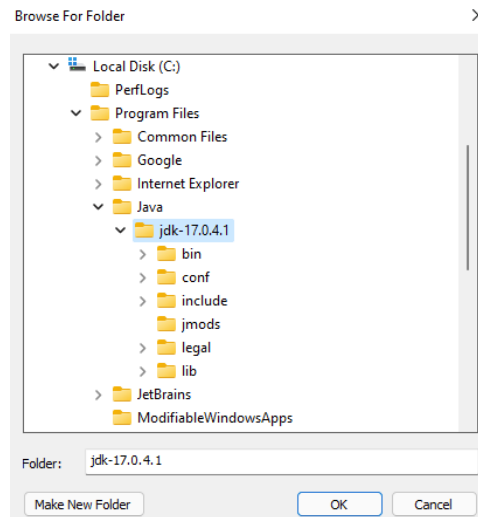 Browse For Folder
Local Disk (C:)
PerfLogs
Program Files
Common Files
Google
Internet Explorer
Java
jdk-17.0.4.1
bin
conf
include
jmods
legal
lib
JetBrains
ModifiableWindowsApps
Folder: jdk-17.0.4.1
Make New Folder OK Cancel